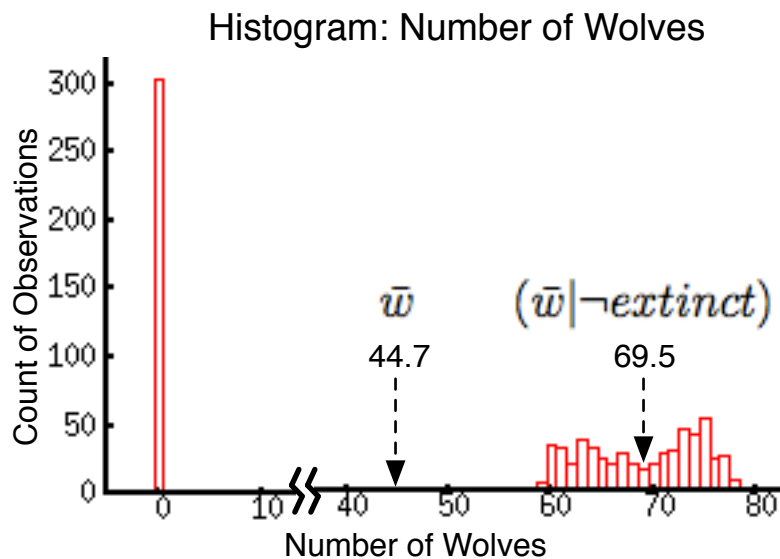 Histogram: Number of Wolves
Count of Observations
300
250
200
150
100
50
0
w̄ (w̄|¬extinct)
44.7 69.5
0 10 40 50 60 70 80
Number of Wolves